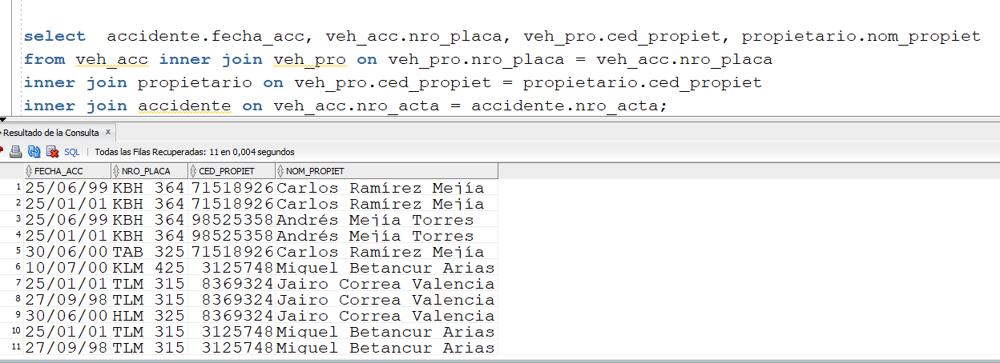 select  accidente.fecha_acc, veh_acc.nro_placa, veh_pro.ced_propiet, propietario.nom_propiet
from veh_acc inner join veh_pro on veh_pro.nro_placa = veh_acc.nro_placa
inner join propietario on veh_pro.ced_propiet = propietario.ced_propiet
inner join accidente on veh_acc.nro_acta = accidente.nro_acta;
Resultado de la Consulta x
SQL | Todas las Filas Recuperadas: 11 en 0,004 segundos
FECHA_ACC NRO_PLACA CED_PROPIET NOM_PROPIET
1 25/06/99 KBH 364 71518926 Carlos Ramírez Mejía
2 25/01/01 KBH 364 71518926 Carlos Ramírez Mejía
3 25/06/99 KBH 364 98525358 Andrés Mejía Torres
4 25/01/01 KBH 364 98525358 Andrés Mejía Torres
5 30/06/00 TAB 325 71518926 Carlos Ramírez Mejía
6 10/07/00 KLM 425 3125748 Miguel Betancur Arias
7 25/01/01 TLM 315 8369324 Jairo Correa Valencia
8 27/09/98 TLM 315 8369324 Jairo Correa Valencia
9 30/06/00 HLM 325 8369324 Jairo Correa Valencia
10 25/01/01 TLM 315 3125748 Miguel Betancur Arias
11 27/09/98 TLM 315 3125748 Miguel Betancur Arias